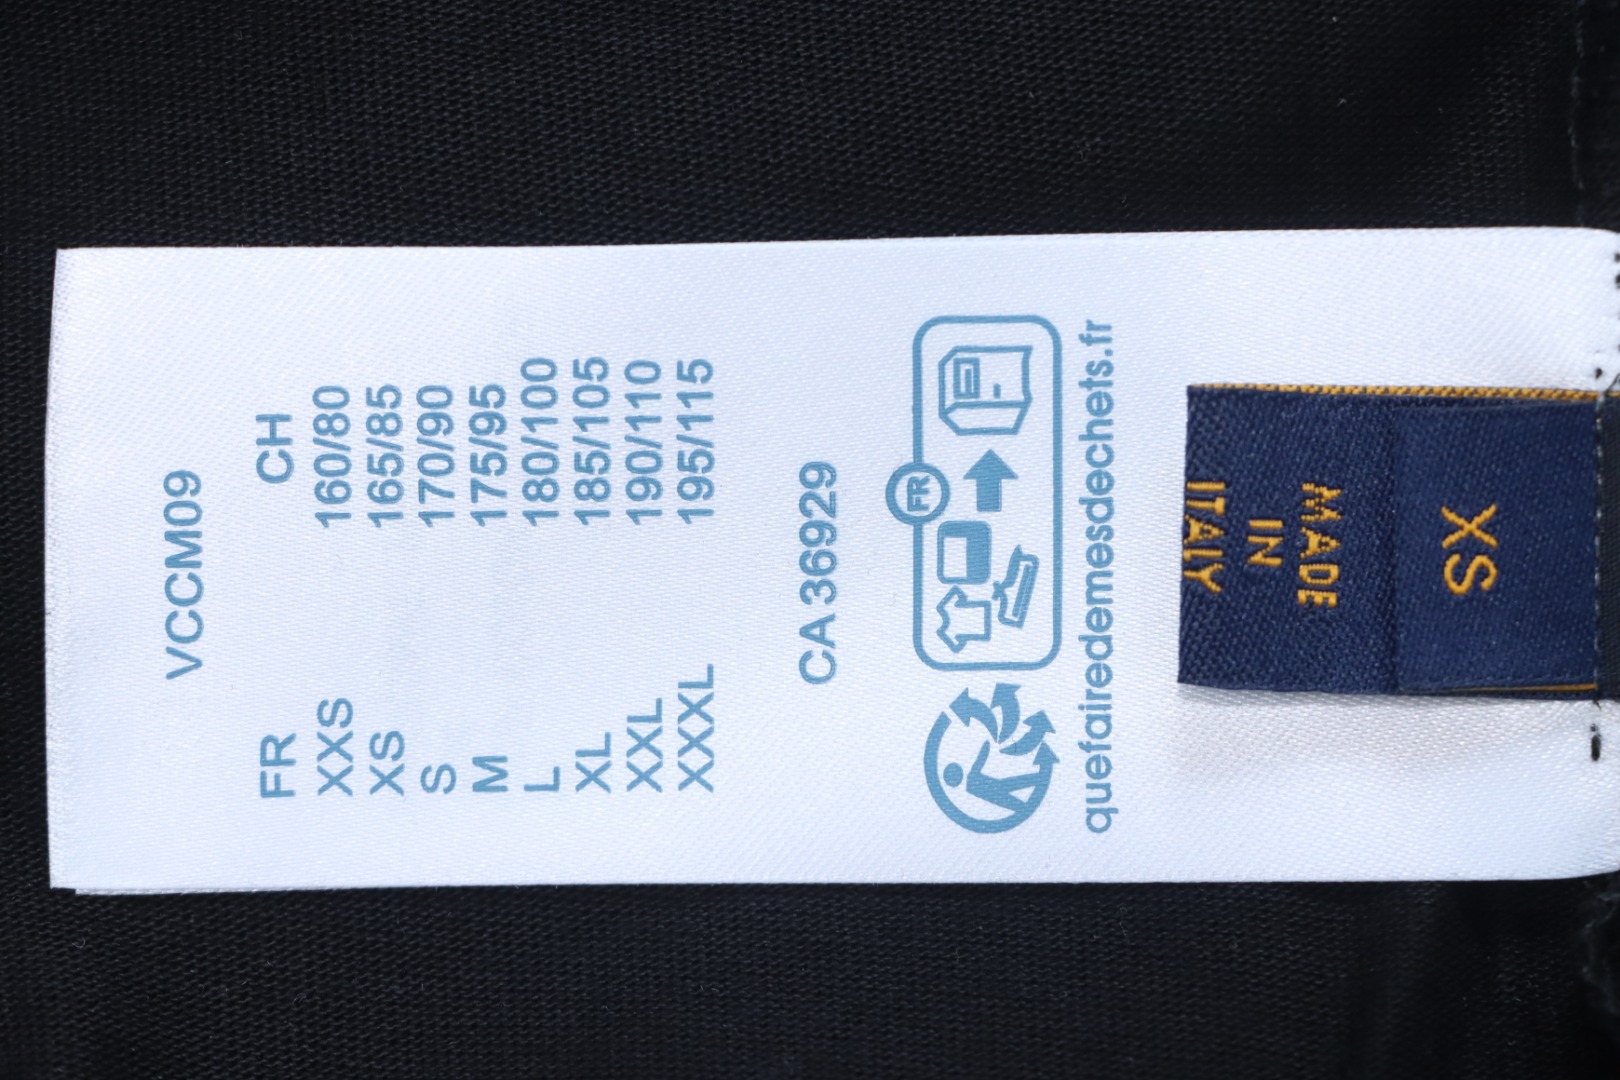 VCCM09
FR CH
XXS 160/80
XS 165/85
S 170/90
M 175/95
L 180/100
XL 185/105
XXL 190/110
XXXL 195/115
CA 36929
FR
quefairedemesdechets.fr
XS
MADE
IN
ITALY